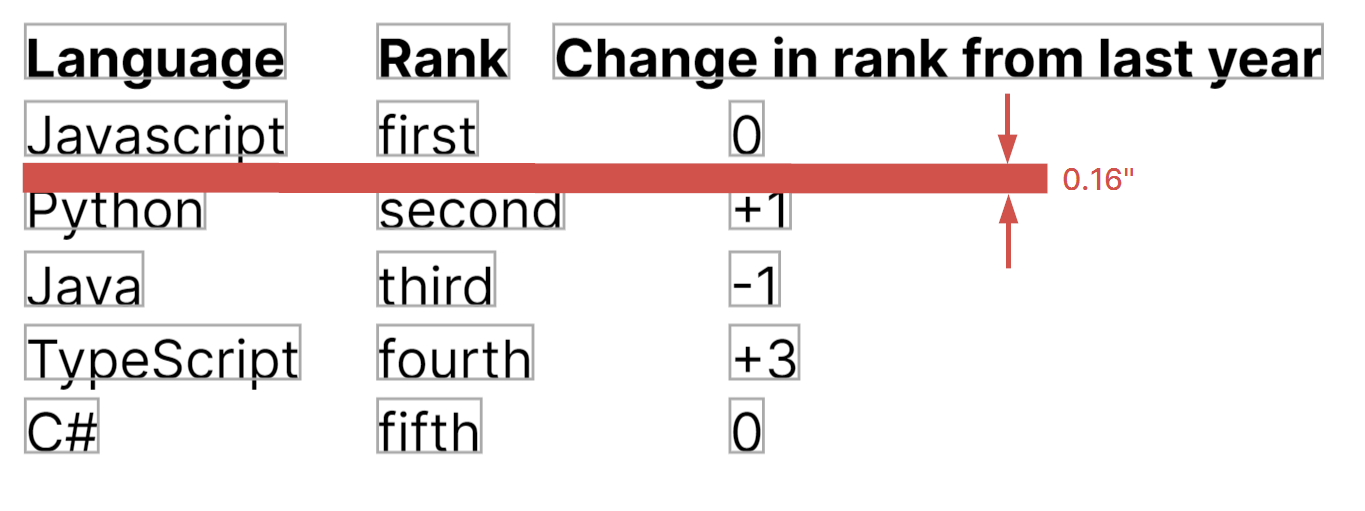 Language Rank Change in rank from last year
Javascript first 0
0.16"
Python second +1
Java third -1
TypeScript fourth +3
C# fifth 0